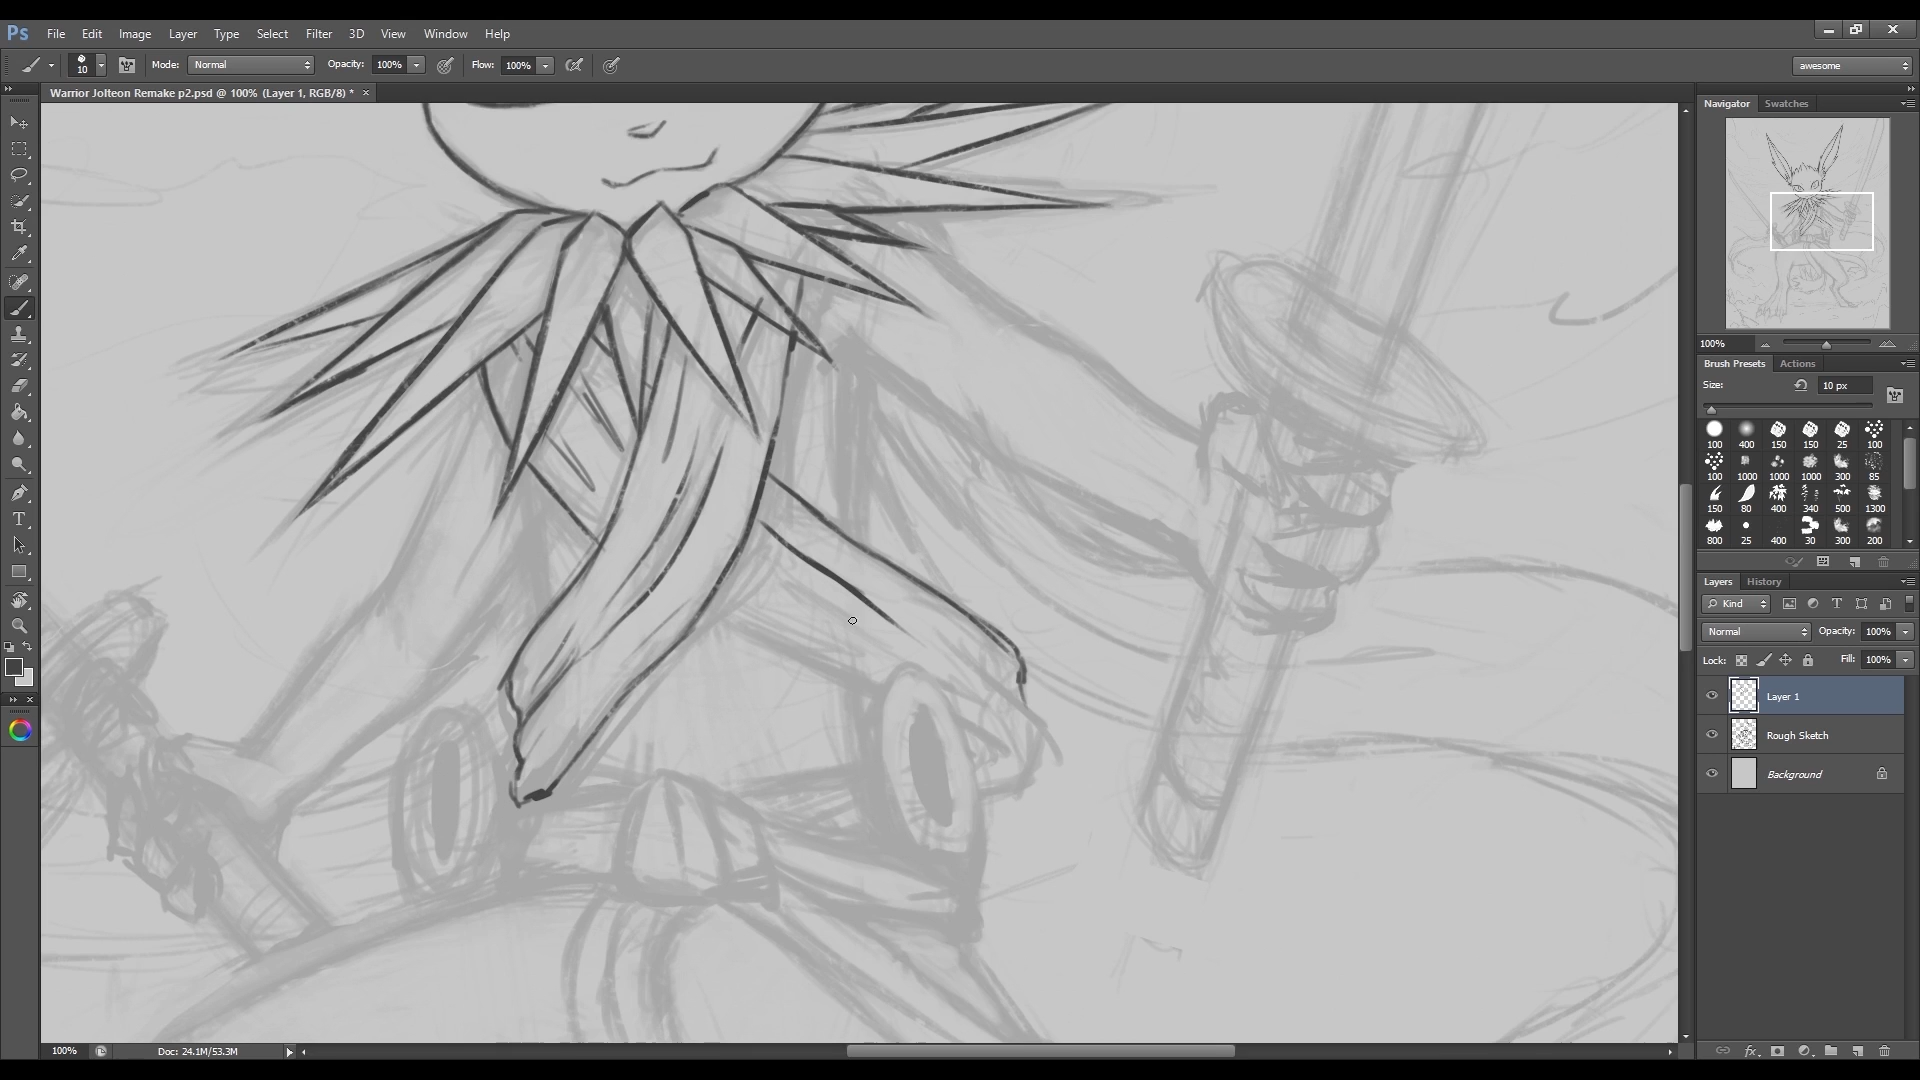 Ps File Edit Image Layer Type Select Filter 3D View Window Help
10 Mode: Normal Opacity: 100% Flow: 100% awesome
Warrior Jolteon Remake p2.psd @ 100% (Layer 1, RGB/8) * ×
Navigator Swatches
100%
Brush Presets Actions
Size: 10 px
100 400 150 150 25 100
100 1000 1000 1000 300 85
150 80 400 340 500 1300
800 25 400 30 300 200
Layers History
Kind
Normal Opacity: 100%
Lock: Fill: 100%
Layer 1
Rough Sketch
Background
100% Doc: 24.1M/53.3M